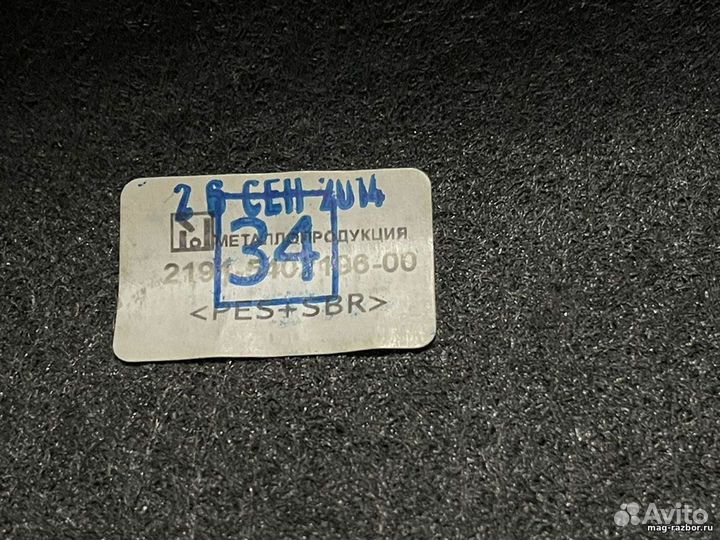 26 СЕН 2014
МЕТАЛЛОПРОДУКЦИЯ
34
<PES+SBR>
Avito
mag-razbor.ru